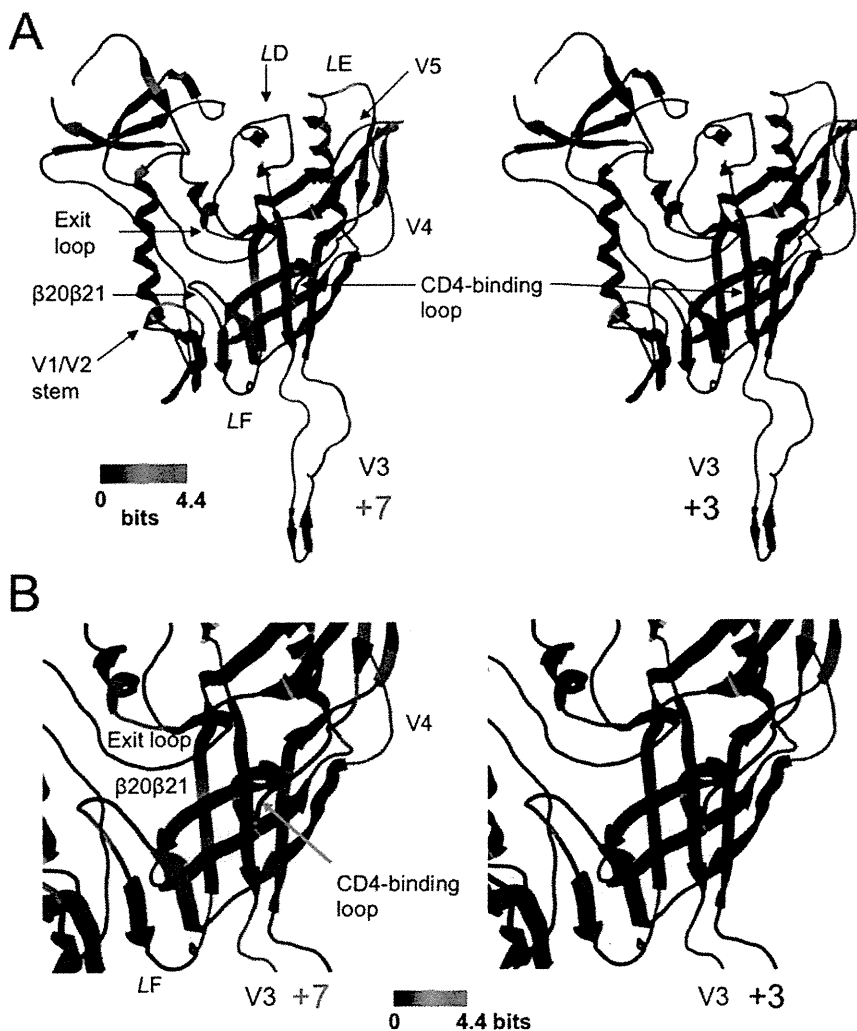 A
LD
LE
V5
Exit
loop
V4
β20β21
CD4-binding
loop
V1/V2
stem
LF
V3
+7
V3
+3
0
4.4
bits
B
Exit loop
V4
β20β21
CD4-binding
loop
LF
V3 +7
V3 +3
0
4.4 bits